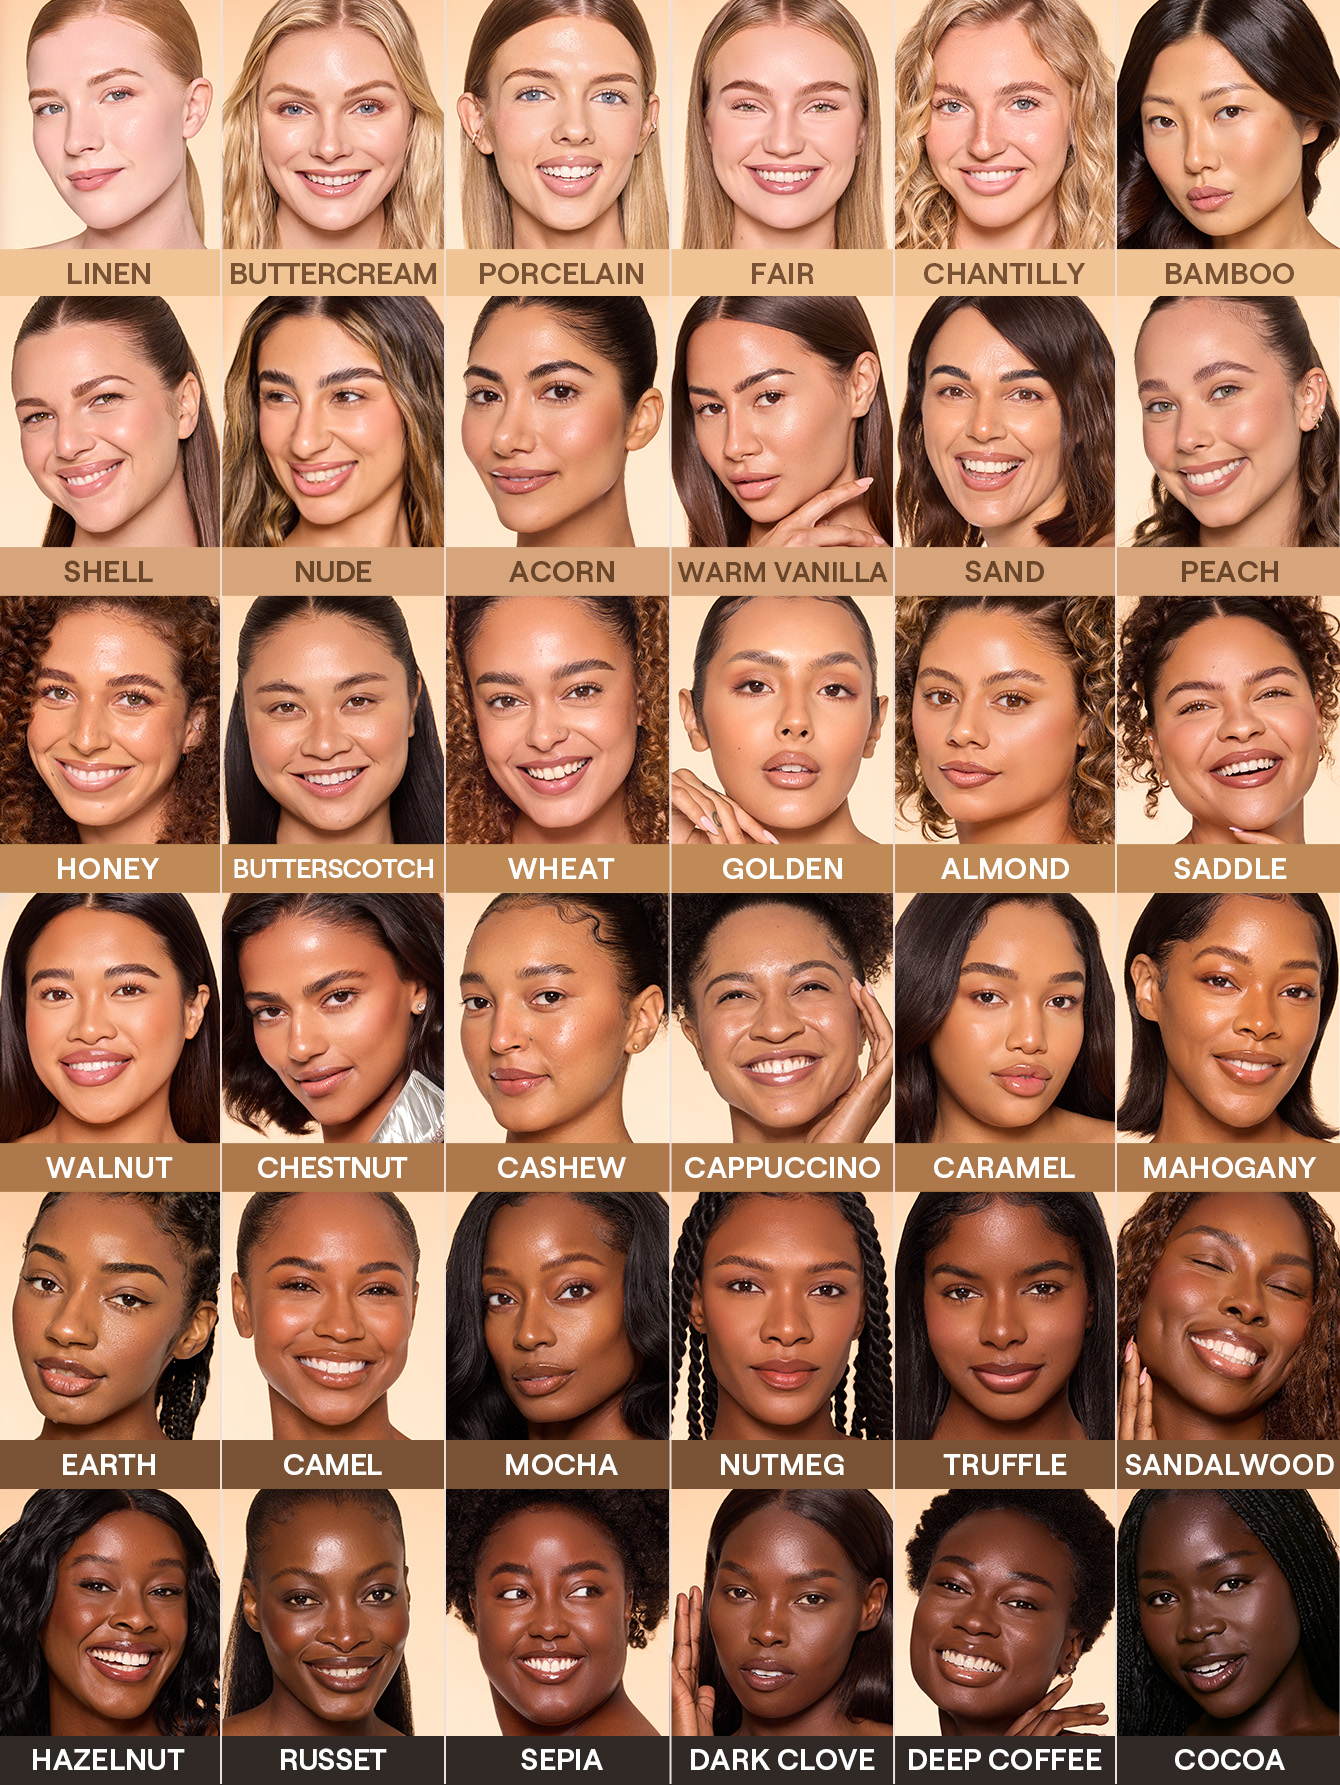 LINEN
BUTTERCREAM
PORCELAIN
FAIR
CHANTILLY
BAMBOO
SHELL
NUDE
ACORN
WARM VANILLA
SAND
PEACH
HONEY
BUTTERSCOTCH
WHEAT
GOLDEN
ALMOND
SADDLE
WALNUT
CHESTNUT
CASHEW
CAPPUCCINO
CARAMEL
MAHOGANY
EARTH
CAMEL
MOCHA
NUTMEG
TRUFFLE
SANDALWOOD
HAZELNUT
RUSSET
SEPIA
DARK CLOVE
DEEP COFFEE
COCOA